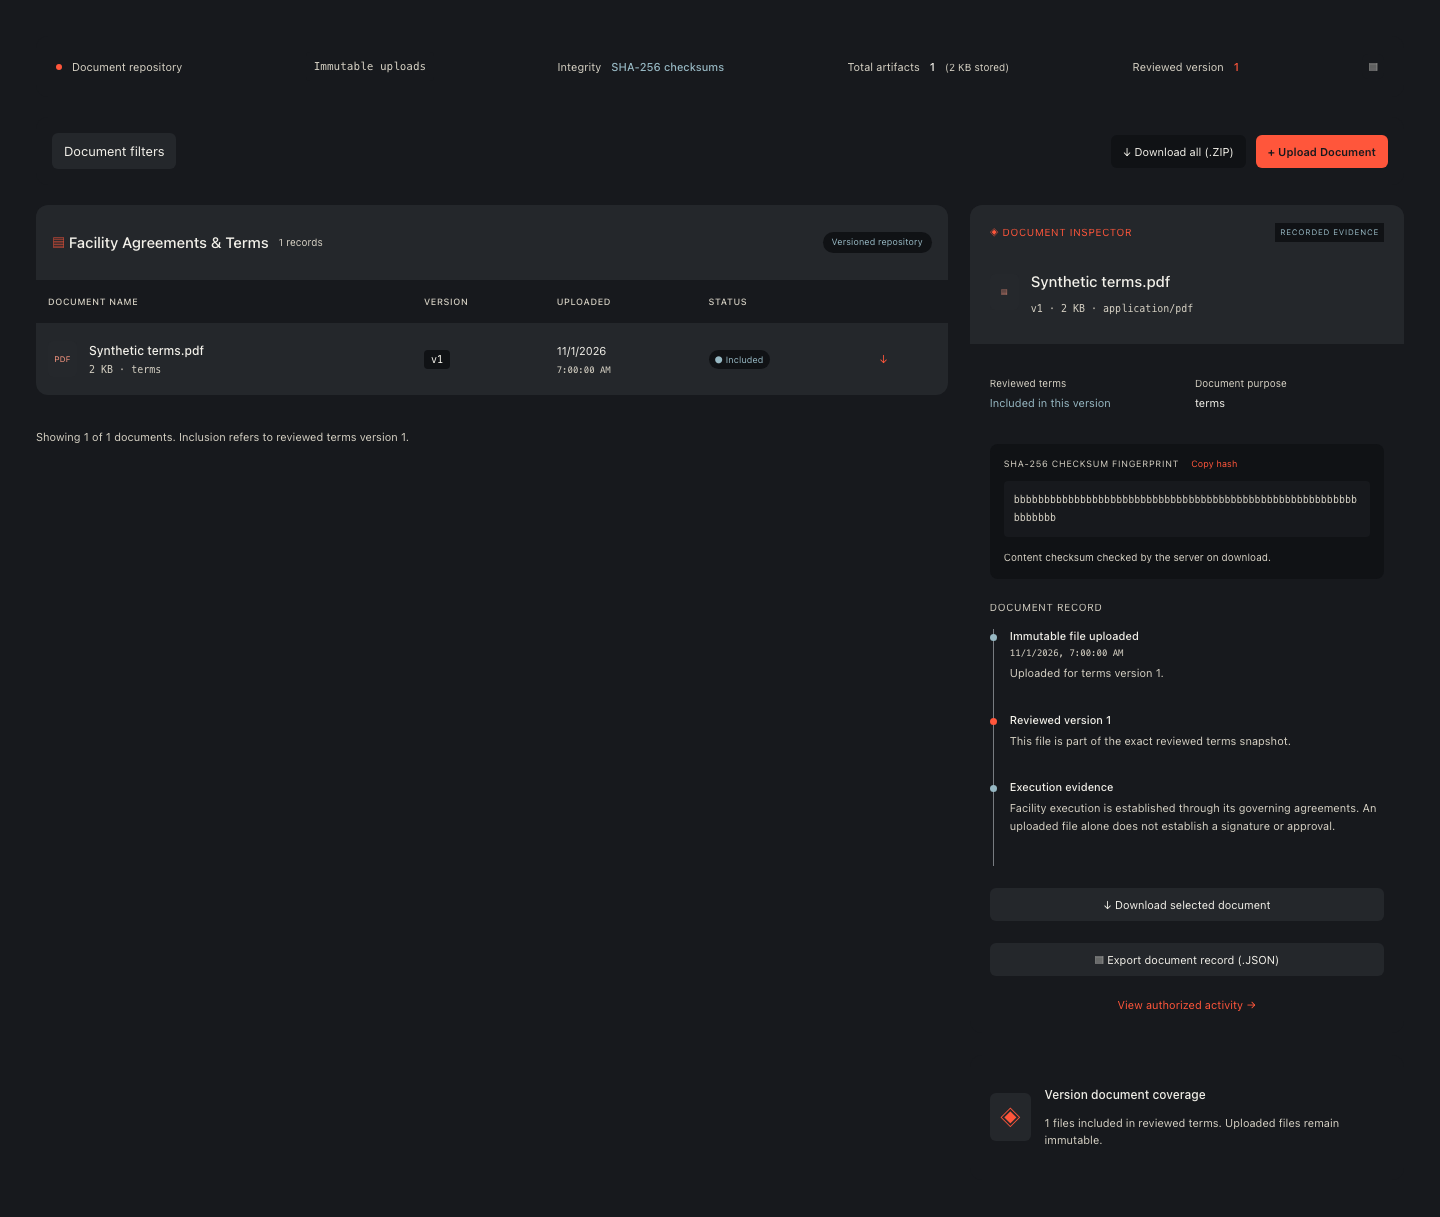 Document repository
Immutable uploads
Integrity SHA-256 checksums
Total artifacts 1 (2 KB stored)
Reviewed version 1
Document filters
↓ Download all (.ZIP)
+ Upload Document
Facility Agreements & Terms 1 records
Versioned repository
DOCUMENT NAME VERSION UPLOADED STATUS
PDF
Synthetic terms.pdf
2 KB · terms
v1
11/1/2026
7:00:00 AM
Included
↓
Showing 1 of 1 documents. Inclusion refers to reviewed terms version 1.
DOCUMENT INSPECTOR
RECORDED EVIDENCE
Synthetic terms.pdf
v1 · 2 KB · application/pdf
Reviewed terms
Included in this version
Document purpose
terms
SHA-256 CHECKSUM FINGERPRINT Copy hash
bbbbbbbbbbbbbbbbbbbbbbbbbbbbbbbbbbbbbbbbbbbbbbbbbbbbbbbbb
bbbbbbb
Content checksum checked by the server on download.
DOCUMENT RECORD
Immutable file uploaded
11/1/2026, 7:00:00 AM
Uploaded for terms version 1.
Reviewed version 1
This file is part of the exact reviewed terms snapshot.
Execution evidence
Facility execution is established through its governing agreements. An
uploaded file alone does not establish a signature or approval.
↓ Download selected document
Export document record (.JSON)
View authorized activity →
Version document coverage
1 files included in reviewed terms. Uploaded files remain
immutable.